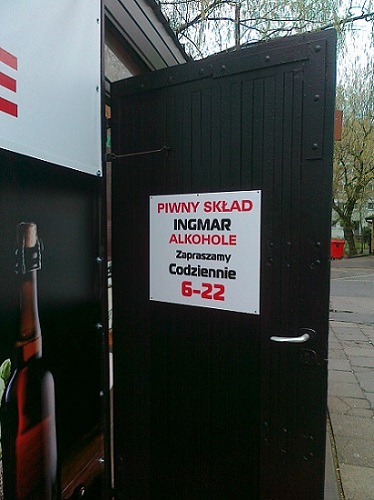 PIWNY SKŁAD
INGMAR
ALKOHOLE
Zapraszamy
Codziennie
6-22